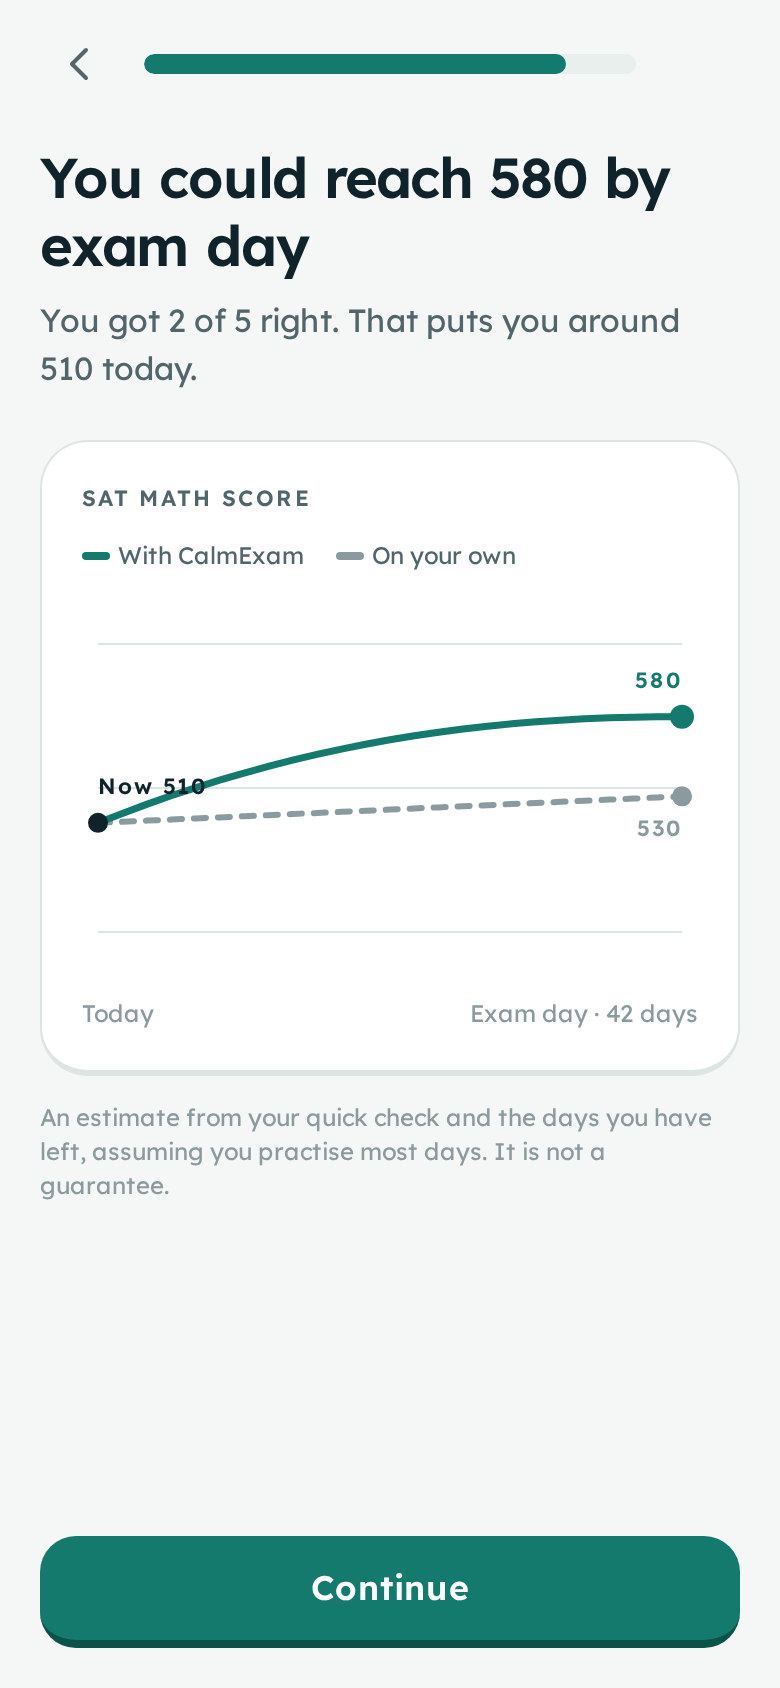 You could reach 580 by
exam day
You got 2 of 5 right. That puts you around
510 today.
SAT MATH SCORE
With CalmExam On your own
580
Now 510
530
Today Exam day · 42 days
An estimate from your quick check and the days you have
left, assuming you practise most days. It is not a
guarantee.
Continue